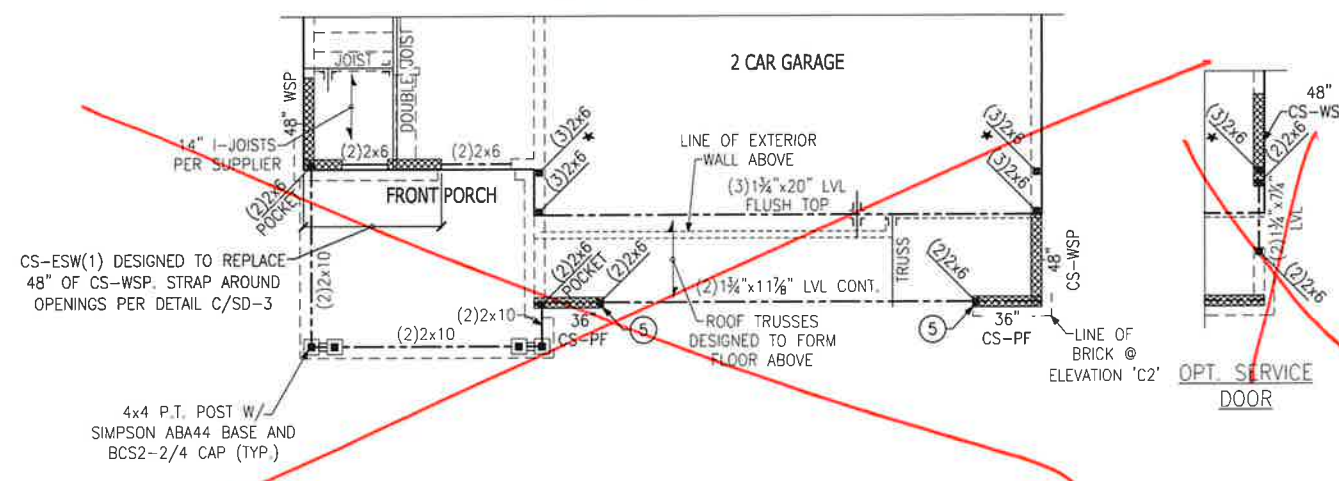 JOIST
DOUBLE JOIST
48" WSP
14" I-JOISTS
PER SUPPLIER
(2)2x6
(2)2x6
(2)2x6
POCKET
FRONT PORCH
2 CAR GARAGE
(3)2x6
★
(3)2x6
LINE OF EXTERIOR
WALL ABOVE
(3)1¾"x20" LVL
FLUSH TOP
★
(3)2x6
(3)2x6
CS-ESW(1) DESIGNED TO REPLACE
48" OF CS-WSP. STRAP AROUND
OPENINGS PER DETAIL C/SD-3
(2)2x10
(2)2x10
(2)2x10
(2)2x6
POCKET
(2)2x6
(2)1¾"x11⅞" LVL CONT.
TRUSS
(2)2x6
48"
CS-WSP
36"
CS-PF
5
ROOF TRUSSES
DESIGNED TO FORM
FLOOR ABOVE
5
36"
CS-PF
LINE OF
BRICK @
ELEVATION 'C2'
4x4 P.T. POST W/
SIMPSON ABA44 BASE AND
BCS2-2/4 CAP (TYP.)
48"
CS-WS
(3)2x6
★
(2)2x6
(2)1¾"x7¼"
LVL
(2)2x6
OPT. SERVICE
DOOR